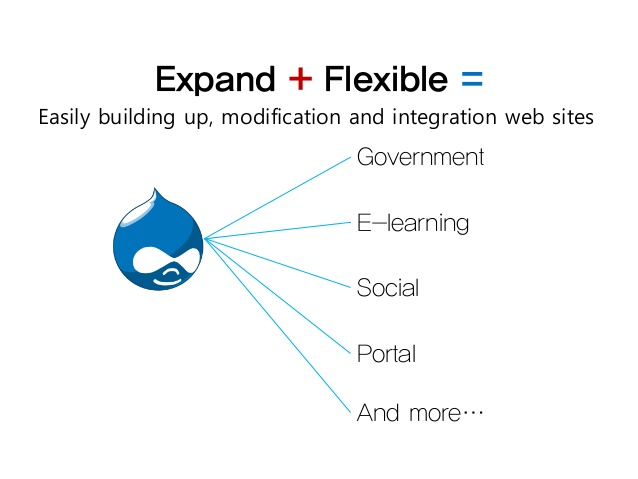 Expand + Flexible =
Easily building up, modification and integration web sites
Government
E-learning
Social
Portal
And more…